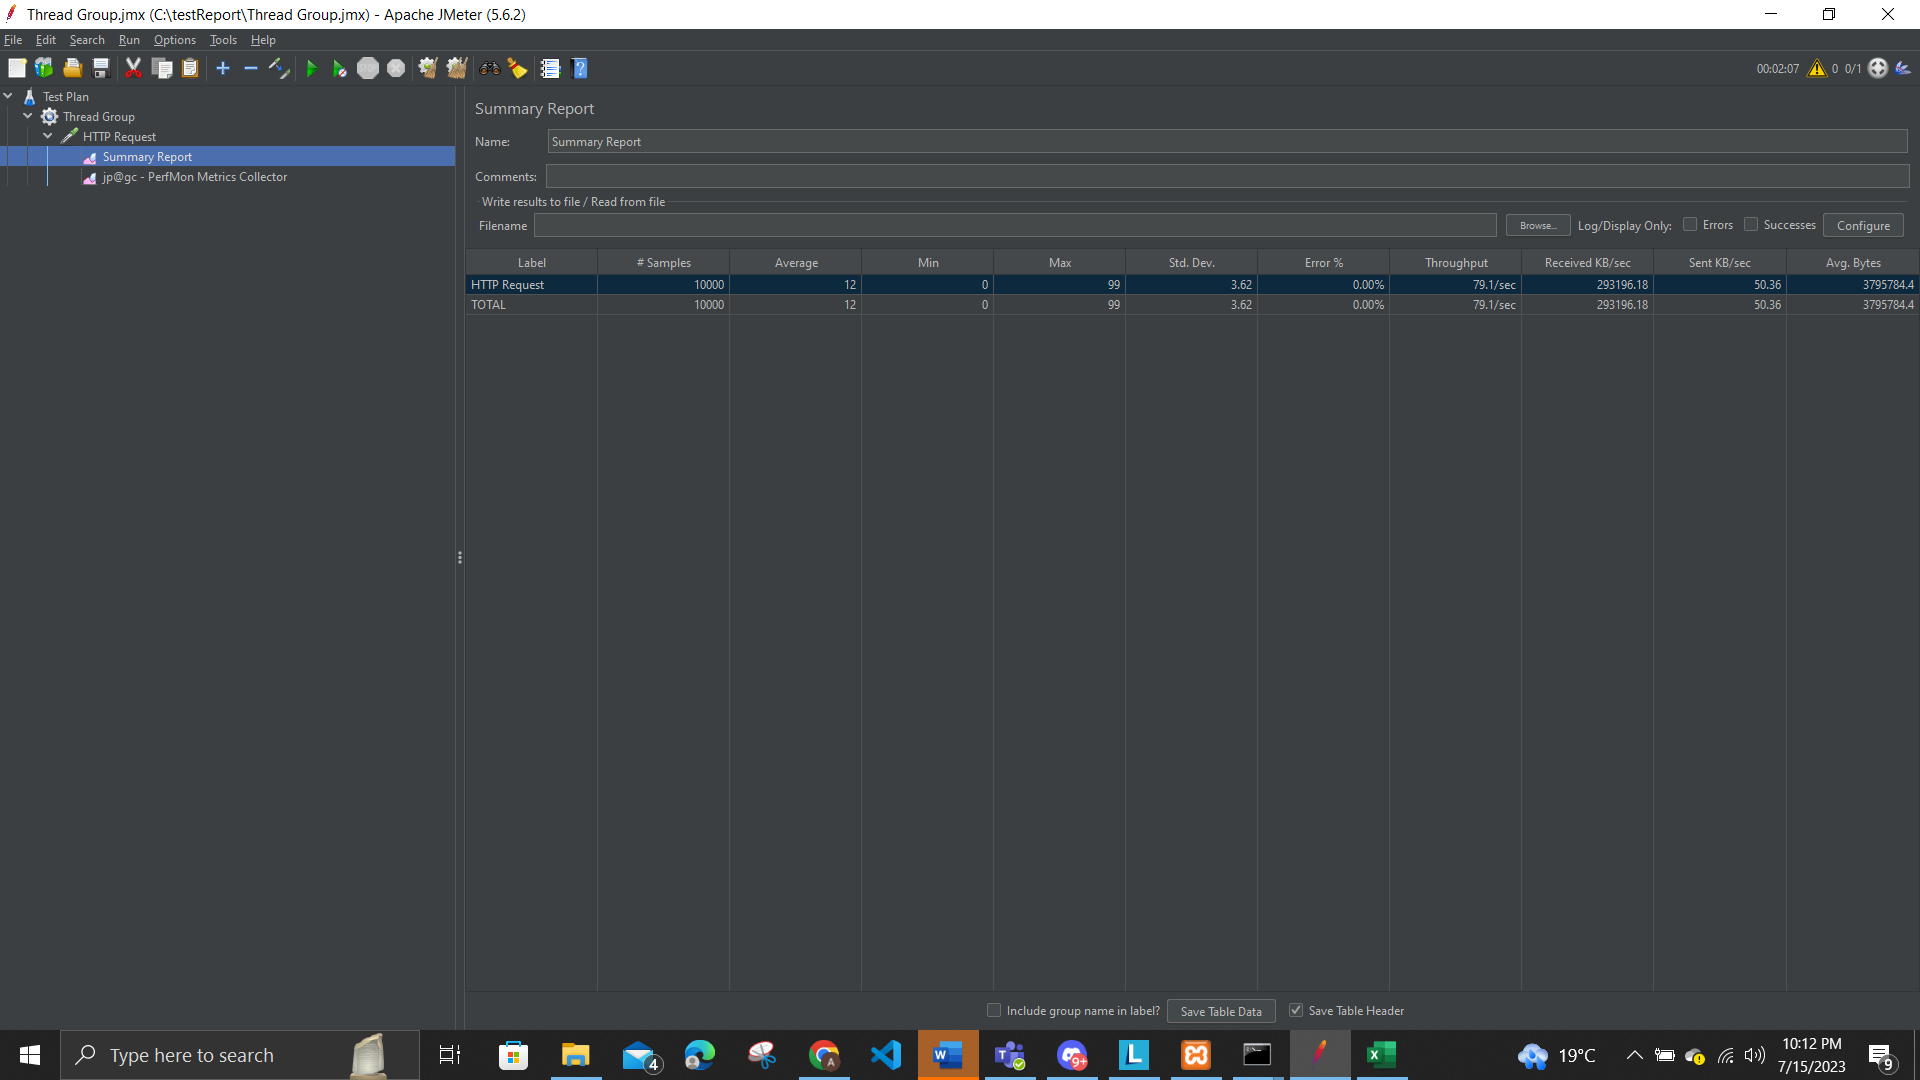 Thread Group.jmx (C:\testReport\Thread Group.jmx) - Apache JMeter (5.6.2)
File Edit Search Run Options Tools Help
STOP
00:02:07 0 0/1
Test Plan
Thread Group
HTTP Request
Summary Report
jp@gc - PerfMon Metrics Collector
Summary Report
Name: Summary Report
Comments:
Write results to file / Read from file
Filename Browse... Log/Display Only: Errors Successes Configure
Label # Samples Average Min Max Std. Dev. Error % Throughput Received KB/sec Sent KB/sec Avg. Bytes
HTTP Request 10000 12 0 99 3.62 0.00% 79.1/sec 293196.18 50.36 3795784.4
TOTAL 10000 12 0 99 3.62 0.00% 79.1/sec 293196.18 50.36 3795784.4
Include group name in label? Save Table Data Save Table Header
Type here to search 4 A W 9+ L X 19°C 10:12 PM 9
7/15/2023